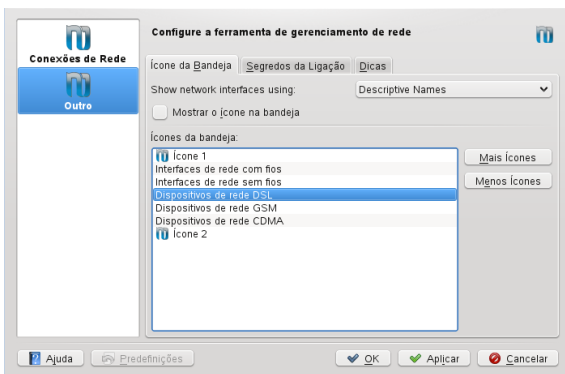 Conexões de Rede
Outro
Configure a ferramenta de gerenciamento de rede
Ícone da Bandeja
Segredos da Ligação
Dicas
Show network interfaces using:
Descriptive Names
Mostrar o ícone na bandeja
Ícones da bandeja:
Ícone 1
Interfaces de rede com fios
Interfaces de rede sem fios
Dispositivos de rede DSL
Dispositivos de rede GSM
Dispositivos de rede CDMA
Ícone 2
Mais Ícones
Menos Ícones
Ajuda
Predefinições
OK
Aplicar
Cancelar